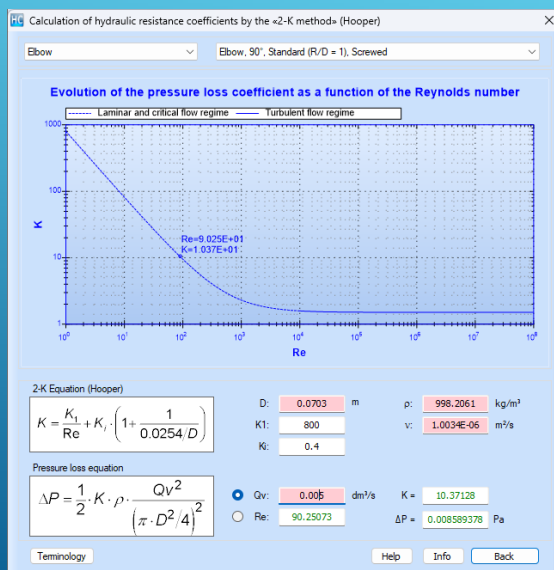 HC Calculation of hydraulic resistance coefficients by the «2-K method» (Hooper)
Elbow Elbow, 90°, Standard (R/D = 1), Screwed
Evolution of the pressure loss coefficient as a function of the Reynolds number
Laminar and critical flow regime Turbulent flow regime
1000
100
10
1
K
Re=9.025E+01
K=1.037E+01
10⁰ 10¹ 10² 10³ 10⁴ 10⁵ 10⁶ 10⁷ 10⁸
Re
2-K Equation (Hooper)
K = K₁/Re + Kᵢ · (1 + 1/(0.0254/D))
D: 0.0703 m
K1: 800
Ki: 0.4
ρ: 998.2061 kg/m³
ν: 1.0034E-06 m²/s
Pressure loss equation
ΔP = 1/2 · K · ρ · Qv²/(π · D²/4)²
Qv: 0.005 dm³/s
Re: 90.25073
K = 10.37128
ΔP = 0.008589378 Pa
Terminology Help Info Back